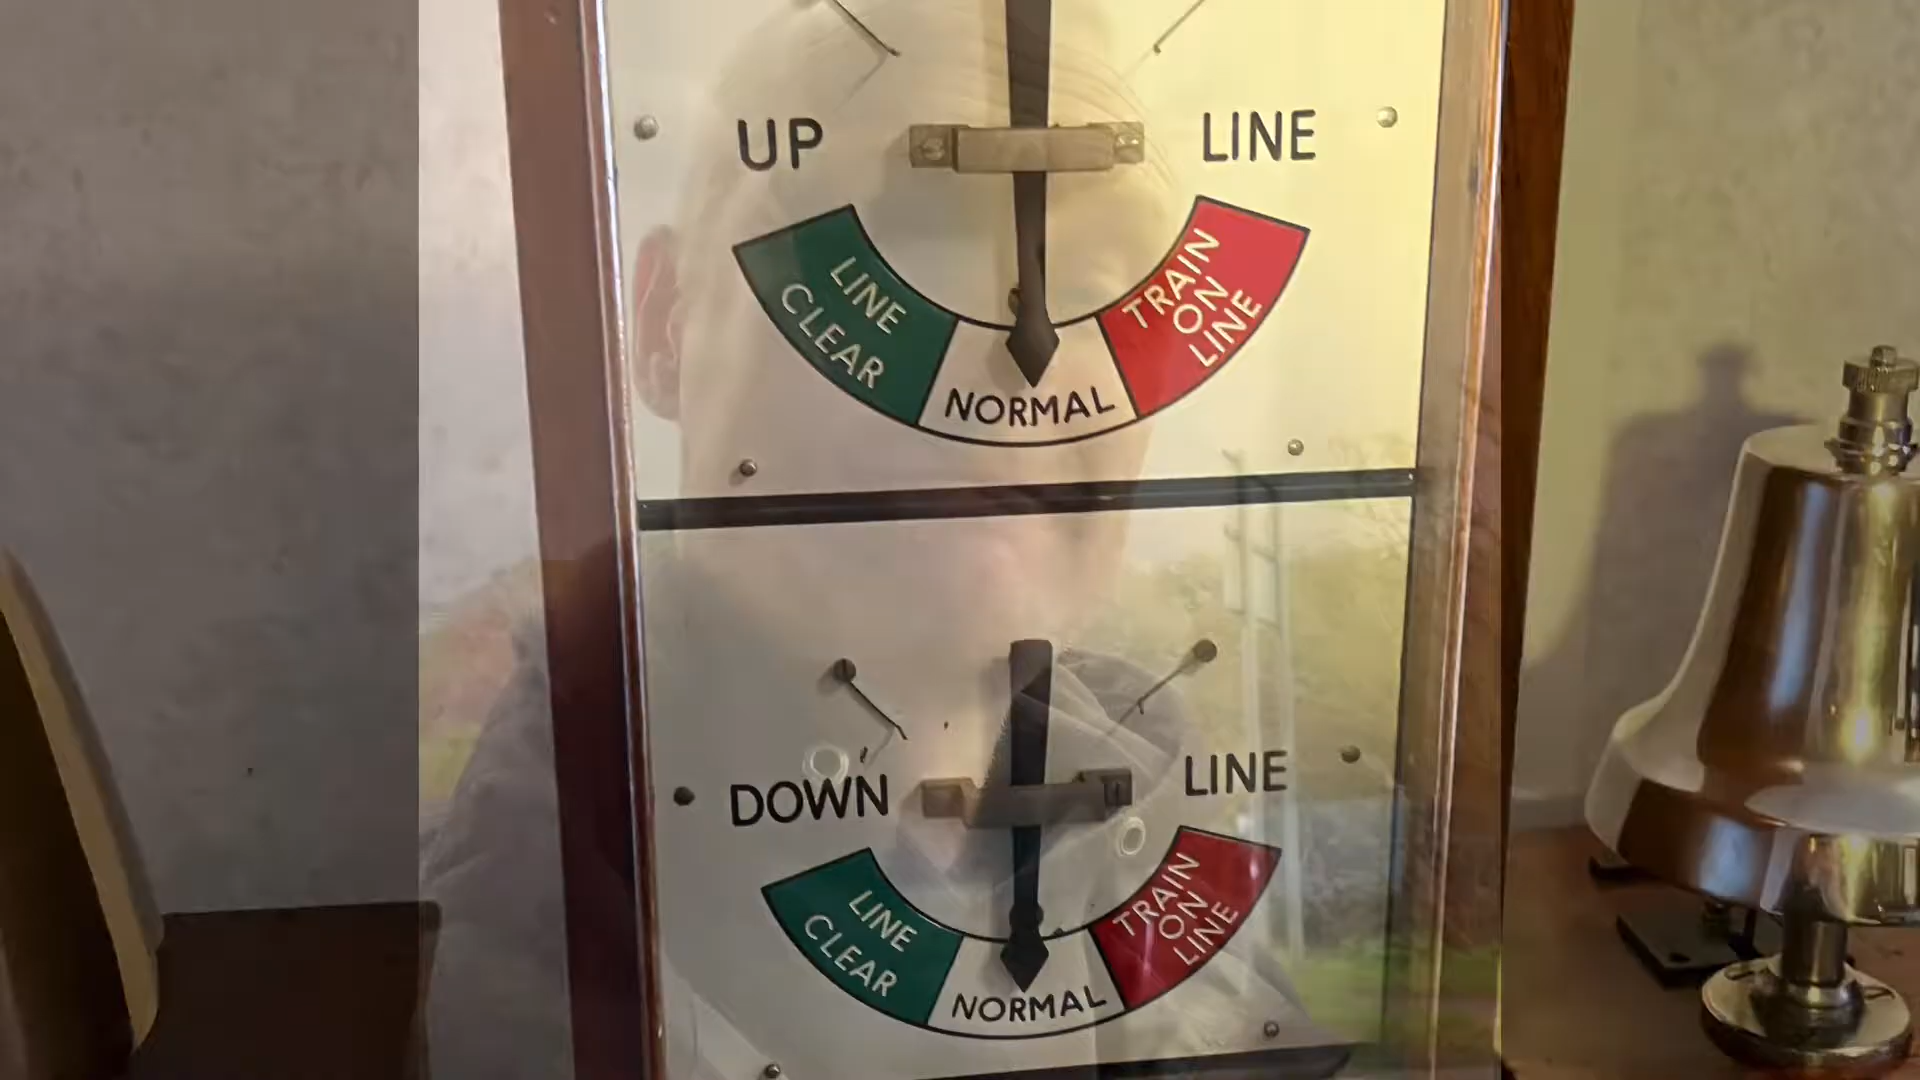 UP LINE
LINE CLEAR
NORMAL
TRAIN ON LINE
DOWN LINE
LINE CLEAR
NORMAL
TRAIN ON LINE